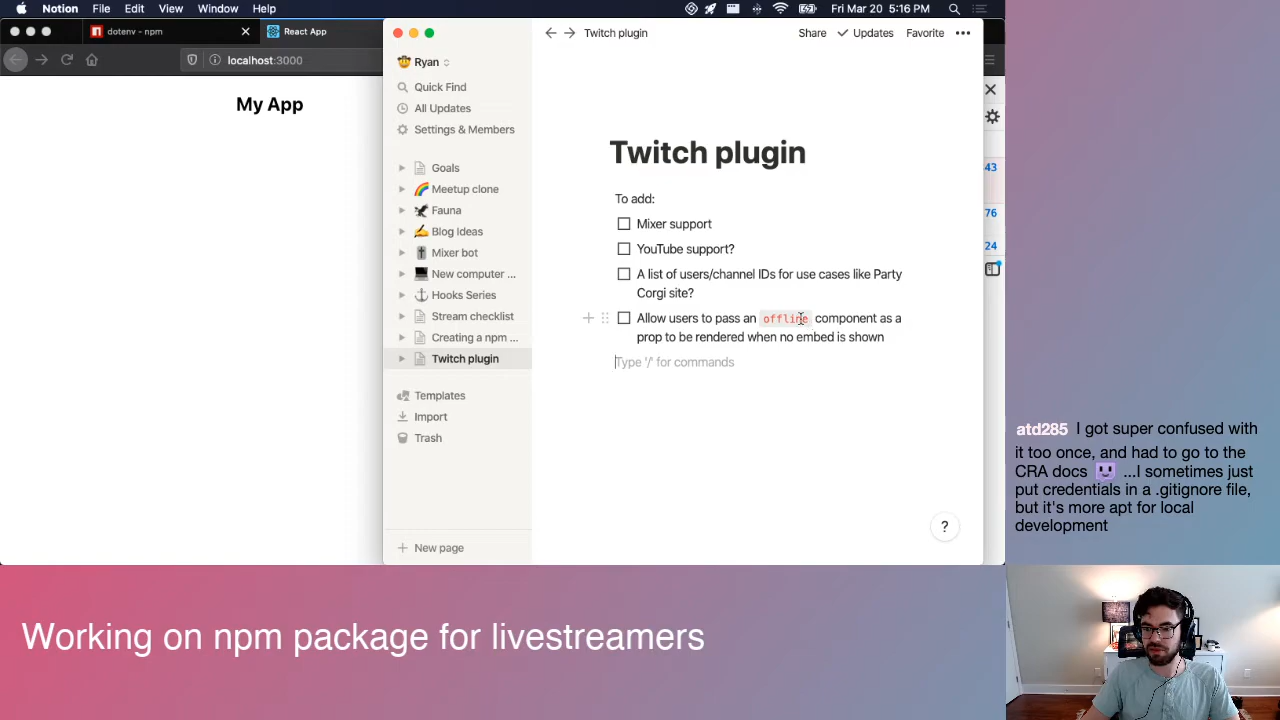 Notion File Edit View Window Help
Fri Mar 20 5:16 PM
dotenv - npm
React App
localhost:3000
My App
Ryan
Quick Find
All Updates
Settings & Members
Goals
Meetup clone
Fauna
Blog Ideas
Mixer bot
New computer ...
Hooks Series
Stream checklist
Creating a npm ...
Twitch plugin
Templates
Import
Trash
New page
Twitch plugin
Share Updates Favorite
Twitch plugin
To add:
Mixer support
YouTube support?
A list of users/channel IDs for use cases like Party
Corgi site?
Allow users to pass an offline component as a
prop to be rendered when no embed is shown
Type '/' for commands
?
43
76
24
atd285 I got super confused with
it too once, and had to go to the
CRA docs ...I sometimes just
put credentials in a .gitignore file,
but it's more apt for local
development
Working on npm package for livestreamers